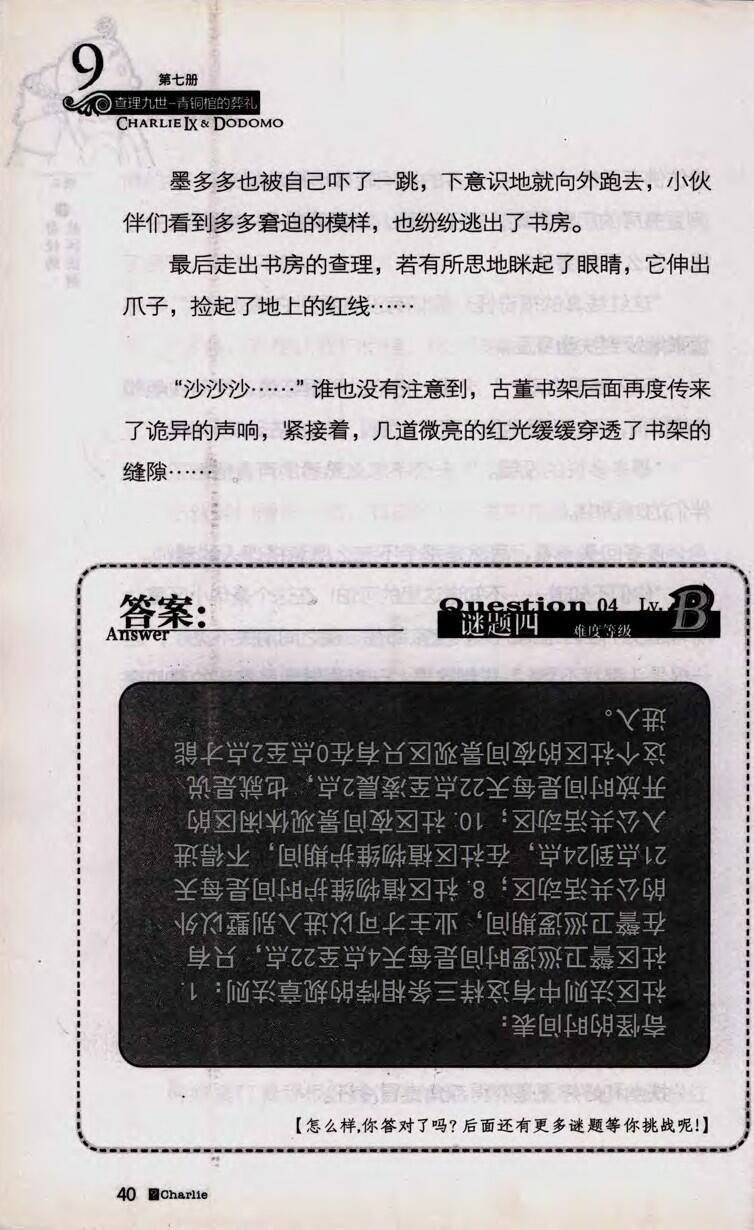 9
第七册
查理九世-青铜棺的葬礼
CHARLIE IX & DODOMO
墨多多也被自己吓了一跳，下意识地就向外跑去，小伙
伴们看到多多窘迫的模样，也纷纷逃出了书房。
最后走出书房的查理，若有所思地眯起了眼睛，它伸出
爪子，捡起了地上的红线……
“沙沙沙……”谁也没有注意到，古董书架后面再度传来
了诡异的声响，紧接着，几道微亮的红光缓缓穿透了书架的
缝隙……
答案：
Answer
Question 04 Lv. B
谜题四 难度等级
奇怪的时间表：
社区法则中有这样三条相悖的规章法则：1.
社区警卫巡逻时间是每天4点至22点，只有
在警卫巡逻期间，业主才可以进入别墅以外
的公共活动区；8. 社区植物维护时间是每天
21点到24点，在社区植物维护期间，不得进
入公共活动区；10. 社区夜间景观休闲区的
开放时间是每天22点至凌晨2点，也就是说
这个社区的夜间景观区只有在0点至2点才能
进入。
【怎么样,你答对了吗？后面还有更多谜题等你挑战呢!】
40 Charlie